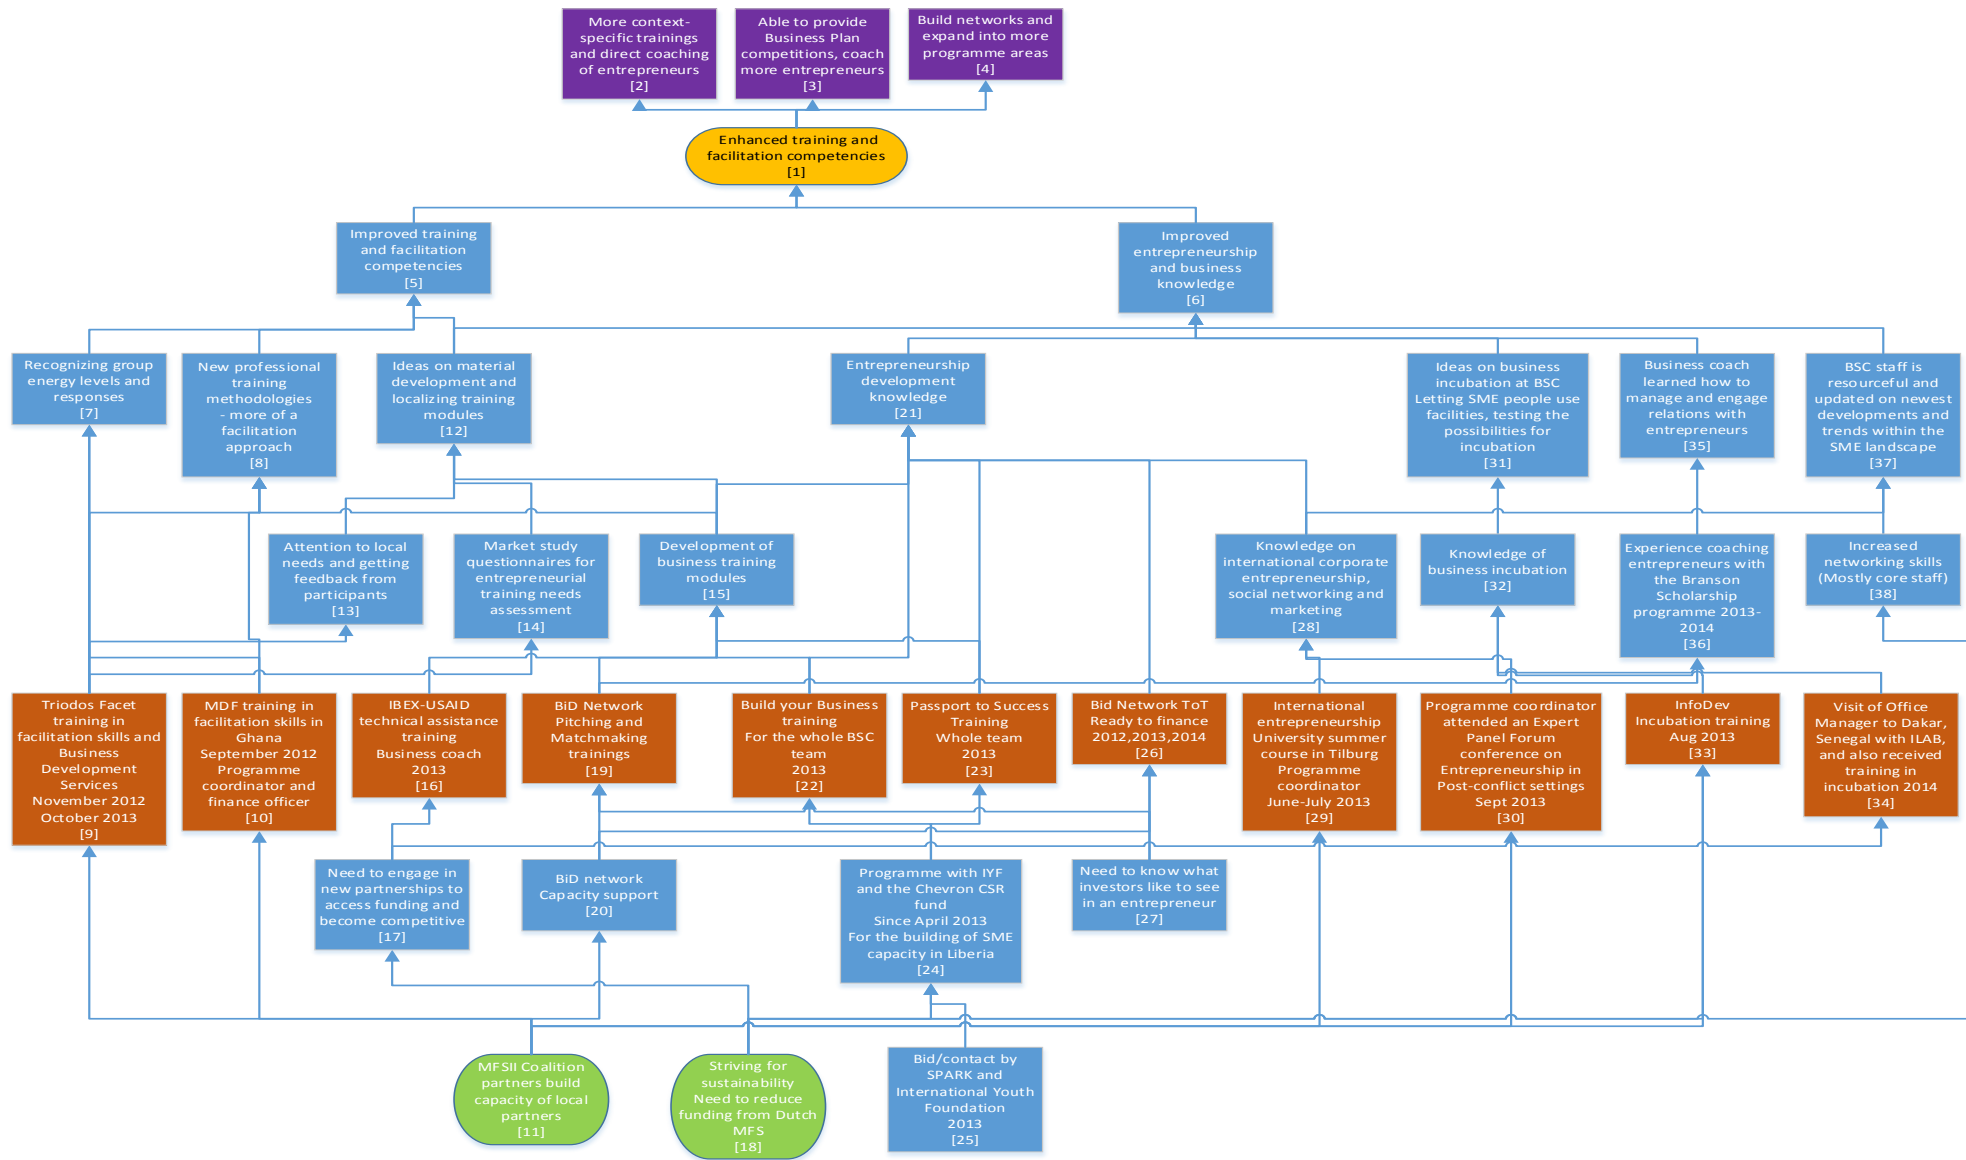 More context-
specific trainings
and direct coaching
of entrepreneurs
[2]
Able to provide
Business Plan
competitions, coach
more entrepreneurs
[3]
Build networks and
expand into more
programme areas
[4]
Enhanced training and
facilitation competencies
[1]
Improved training
and facilitation
competencies
[5]
Improved
entrepreneurship
and business
knowledge
[6]
Recognizing group
energy levels and
responses
[7]
New professional
training
methodologies
- more of a
facilitation
approach
[8]
Ideas on material
development and
localizing training
modules
[12]
Entrepreneurship
development
knowledge
[21]
Ideas on business
incubation at BSC
Letting SME people use
facilities, testing the
possibilities for
incubation
[31]
Business coach
learned how to
manage and engage
relations with
entrepreneurs
[35]
BSC staff is
resourceful and
updated on newest
developments and
trends within the
SME landscape
[37]
Attention to local
needs and getting
feedback from
participants
[13]
Market study
questionnaires for
entrepreneurial
training needs
assessment
[14]
Development of
business training
modules
[15]
Knowledge on
international corporate
entrepreneurship,
social networking and
marketing
[28]
Knowledge of
business incubation
[32]
Experience coaching
entrepreneurs with
the Branson
Scholarship
programme 2013-
2014
[36]
Increased
networking skills
(Mostly core staff)
[38]
Triodos Facet
training in
facilitation skills and
Business
Development
Services
November 2012
October 2013
[9]
MDF training in
facilitation skills in
Ghana
September 2012
Programme
coordinator and
finance officer
[10]
IBEX-USAID
technical assistance
training
Business coach
2013
[16]
BiD Network
Pitching and
Matchmaking
trainings
[19]
Build your Business
training
For the whole BSC
team
2013
[22]
Passport to Success
Training
Whole team
2013
[23]
Bid Network ToT
Ready to finance
2012,2013,2014
[26]
International
entrepreneurship
University summer
course in Tilburg
Programme
coordinator
June-July 2013
[29]
Programme coordinator
attended an Expert
Panel Forum
conference on
Entrepreneurship in
Post-conflict settings
Sept 2013
[30]
InfoDev
Incubation training
Aug 2013
[33]
Visit of Office
Manager to Dakar,
Senegal with ILAB,
and also received
training in
incubation 2014
[34]
Need to engage in
new partnerships to
access funding and
become competitive
[17]
BiD network
Capacity support
[20]
Programme with IYF
and the Chevron CSR
fund
Since April 2013
For the building of SME
capacity in Liberia
[24]
Need to know what
investors like to see
in an entrepreneur
[27]
MFSII Coalition
partners build
capacity of local
partners
[11]
Striving for
sustainability
Need to reduce
funding from Dutch
MFS
[18]
Bid/contact by
SPARK and
International Youth
Foundation
2013
[25]